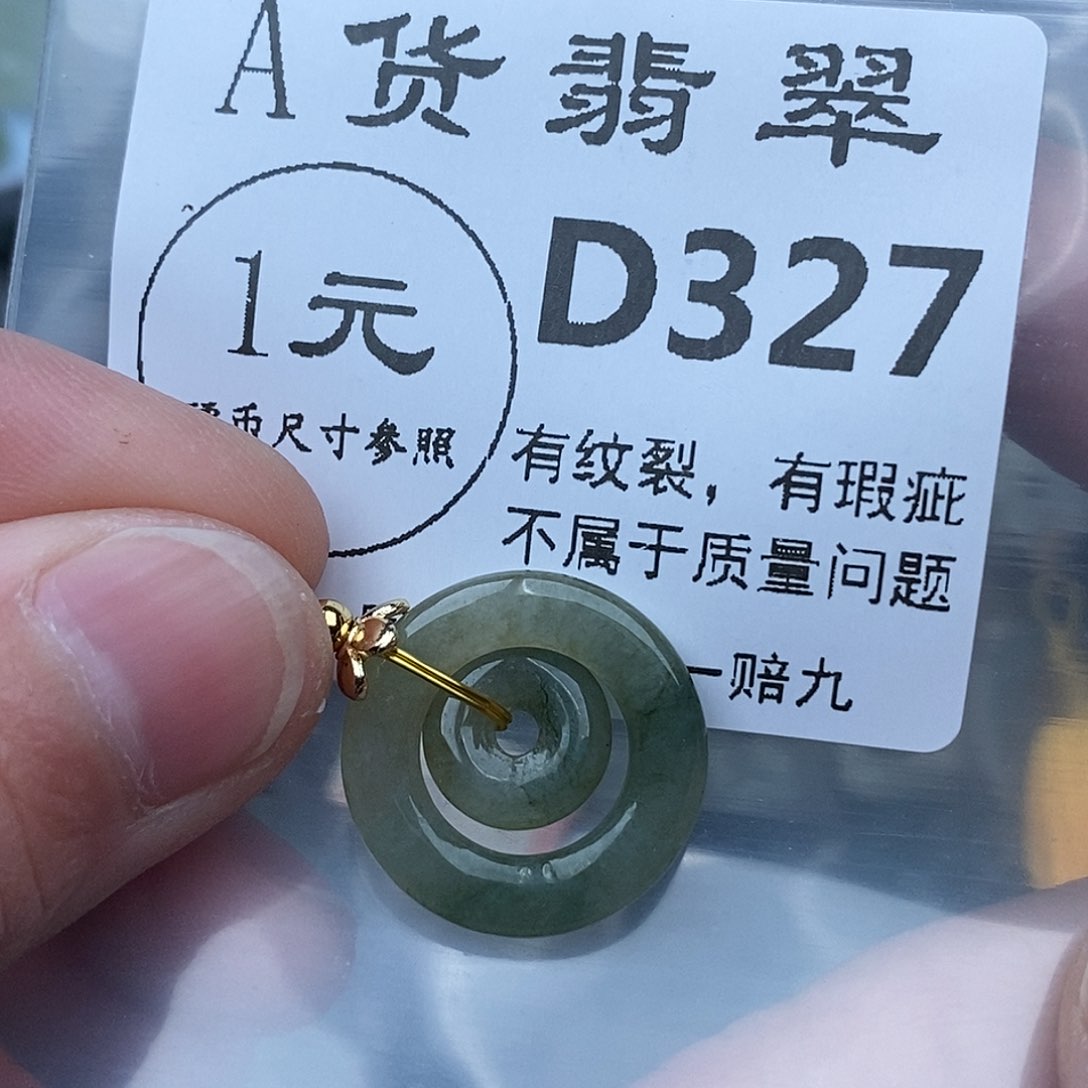 A货翡翠
1元
D327
硬币尺寸参照
有纹裂，有瑕疵
不属于质量问题
一赔九